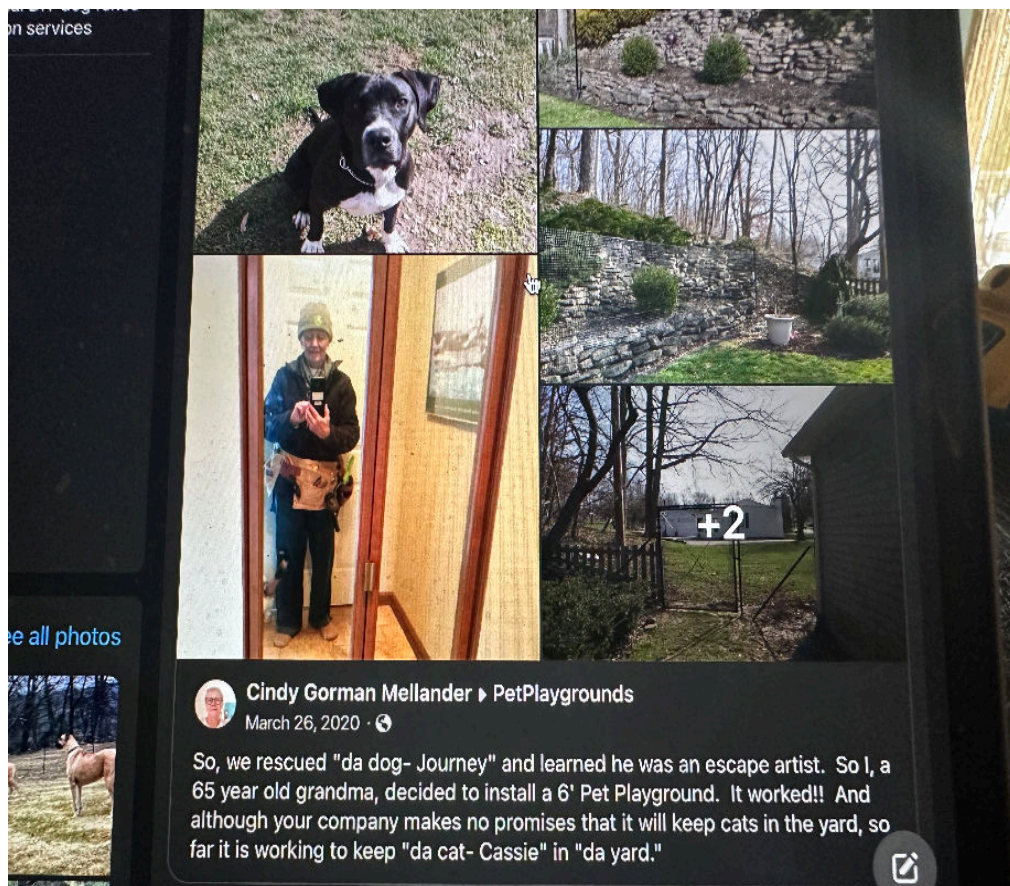 on services
+2
ee all photos
Cindy Gorman Mellander ▸ PetPlaygrounds
March 26, 2020 ·
So, we rescued "da dog- Journey" and learned he was an escape artist. So I, a
65 year old grandma, decided to install a 6' Pet Playground. It worked!! And
although your company makes no promises that it will keep cats in the yard, so
far it is working to keep "da cat- Cassie" in "da yard."